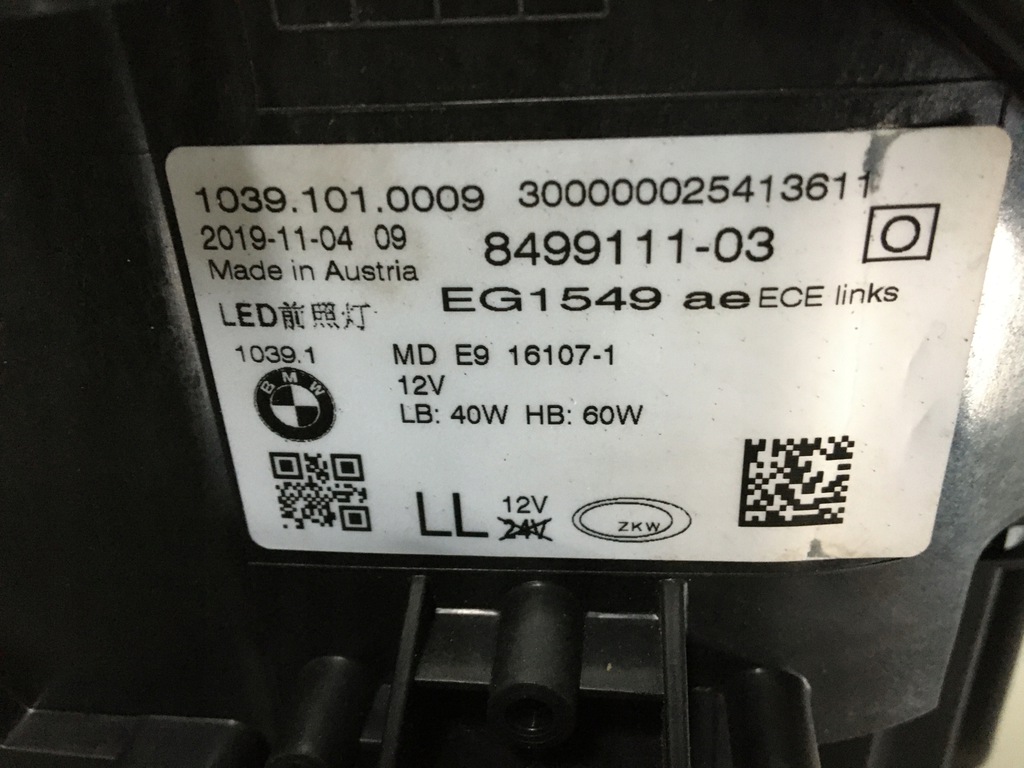 1039.101.0009 300000025413611
2019-11-04 09 8499111-03 O
Made in Austria
EG1549 ae ECE links
LED前照灯
1039.1 MD E9 16107-1
BMW
12V
LB: 40W HB: 60W
LL 12V
24V
ZKW